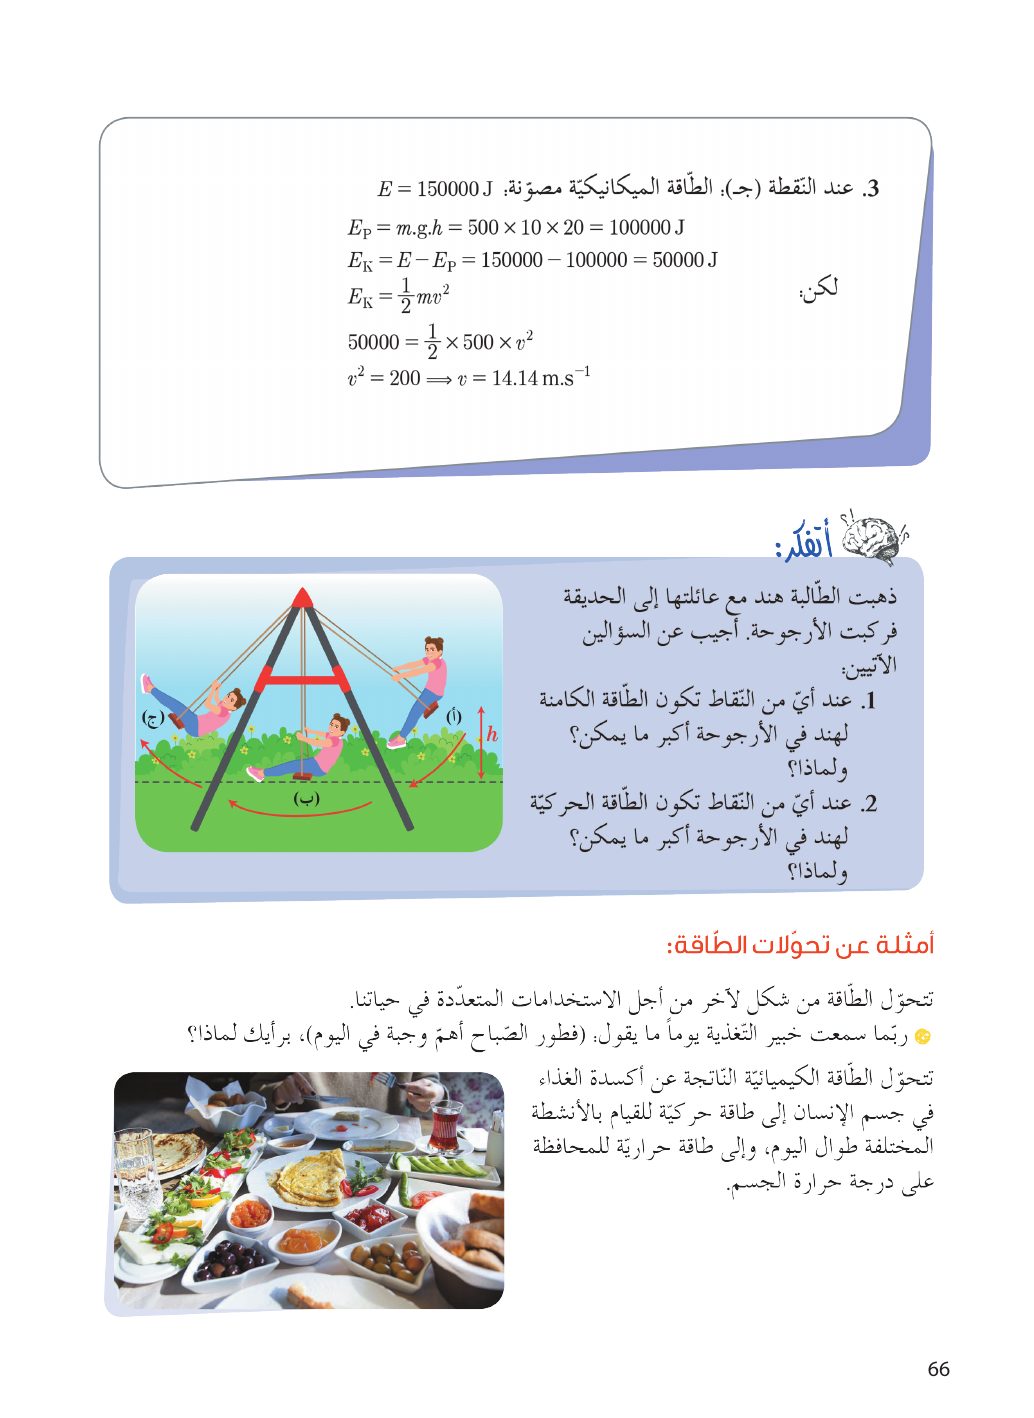 3. عند النّقطة (جـ): الطّاقة الميكانيكيّة مصوّنة: E = 150000 J
E_P = m.g.h = 500 × 10 × 20 = 100000 J
E_K = E − E_P = 150000 − 100000 = 50000 J
لكن: E_K = 1/2 mv²
50000 = 1/2 × 500 × v²
v² = 200 ⟹ v = 14.14 m.s⁻¹
أتفكر:
ذهبت الطّالبة هند مع عائلتها إلى الحديقة
فركبت الأرجوحة. أجيب عن السؤالين
الآتيين:
1. عند أيّ من النّقاط تكون الطّاقة الكامنة
لهند في الأرجوحة أكبر ما يمكن؟
ولماذا؟
2. عند أيّ من النّقاط تكون الطّاقة الحركيّة
لهند في الأرجوحة أكبر ما يمكن؟
ولماذا؟
(أ)
h
(ب)
(ج)
أمثلة عن تحوّلات الطّاقة:
تتحوّل الطّاقة من شكل لآخر من أجل الاستخدامات المتعدّدة في حياتنا.
ربّما سمعت خبير التّغذية يوماً ما يقول: (فطور الصّباح أهمّ وجبة في اليوم)، برأيك لماذا؟
تتحوّل الطّاقة الكيميائيّة النّاتجة عن أكسدة الغذاء
في جسم الإنسان إلى طاقة حركيّة للقيام بالأنشطة
المختلفة طوال اليوم، وإلى طاقة حراريّة للمحافظة
على درجة حرارة الجسم.
66